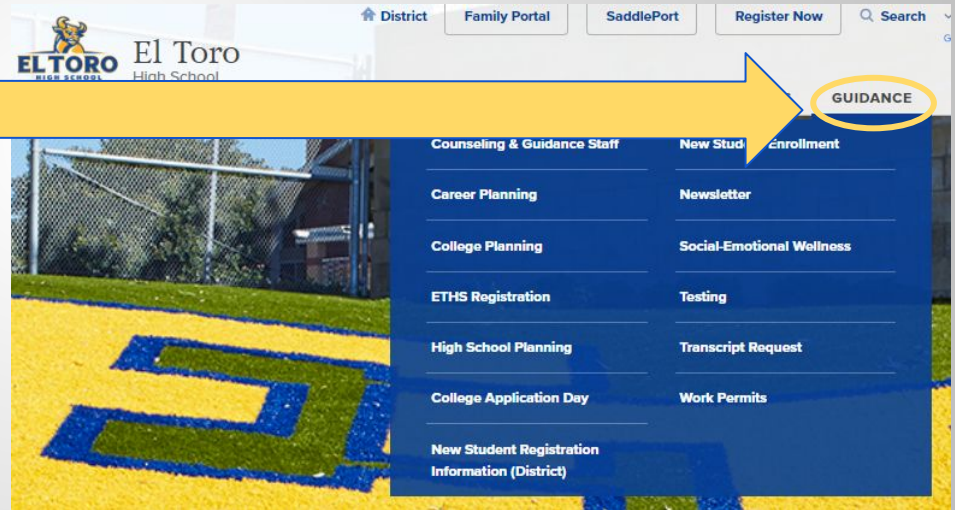 District
Family Portal
SaddlePort
Register Now
Search
EL TORO
HIGH SCHOOL
El Toro
High School
GUIDANCE
Counseling & Guidance Staff
New Student Enrollment
Career Planning
Newsletter
College Planning
Social-Emotional Wellness
ETHS Registration
Testing
High School Planning
Transcript Request
College Application Day
Work Permits
New Student Registration
Information (District)